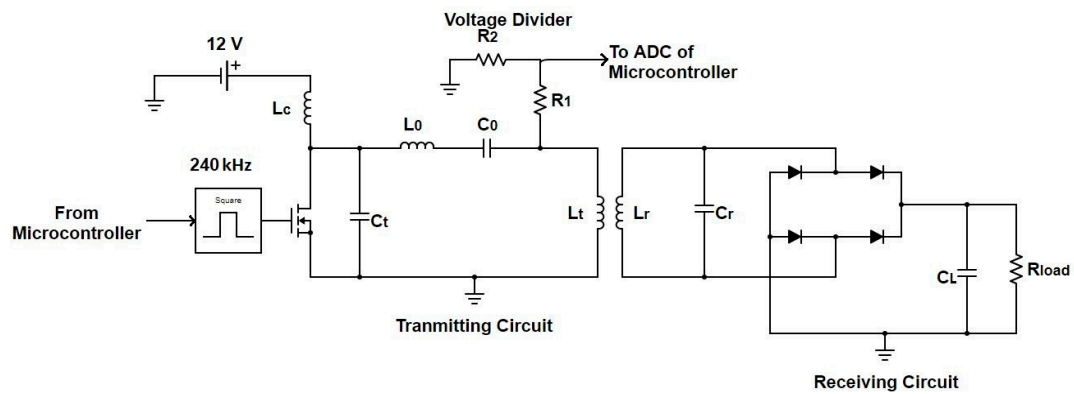 Voltage Divider
R2
12 V
+
To ADC of
Microcontroller
R1
Lc
L0
C0
240 kHz
Square
From
Microcontroller
Ct
Lt
Lr
Cr
CL
Rload
Tranmitting Circuit
Receiving Circuit